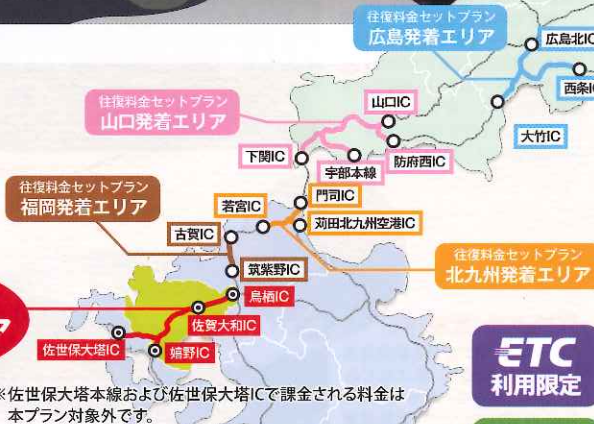 往復料金セットプラン
広島発着エリア
広島北IC
西条I
大竹IC
往復料金セットプラン
山口発着エリア
山口IC
下関IC
宇部本線
防府西IC
往復料金セットプラン
福岡発着エリア
若宮IC
門司IC
古賀IC
苅田北九州空港IC
往復料金セットプラン
北九州発着エリア
筑紫野IC
鳥栖IC
佐賀大和IC
佐世保大塔IC
嬉野IC
ETC
利用限定
※佐世保大塔本線および佐世保大塔ICで課金される料金は
本プラン対象外です。